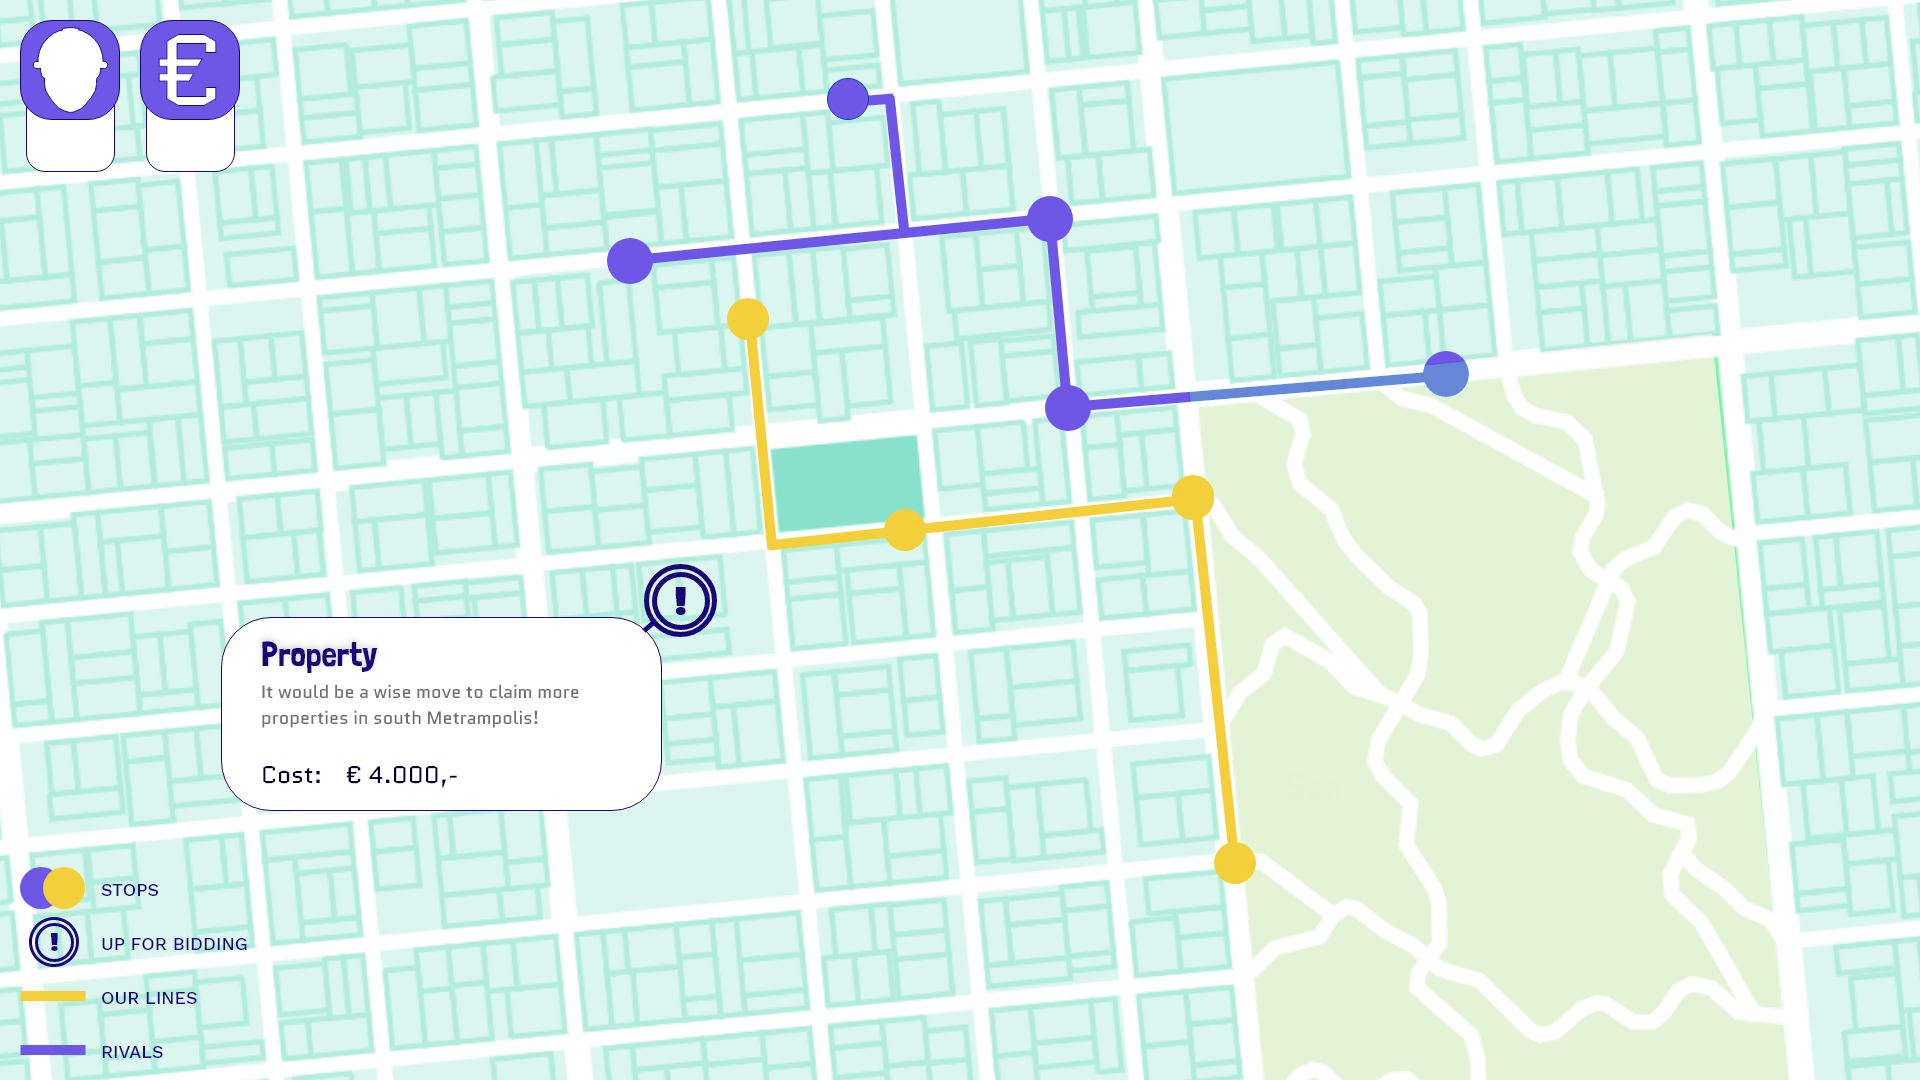 €
!
Property
It would be a wise move to claim more
properties in south Metrampolis!
Cost: € 4.000,-
STOPS
!
UP FOR BIDDING
OUR LINES
RIVALS